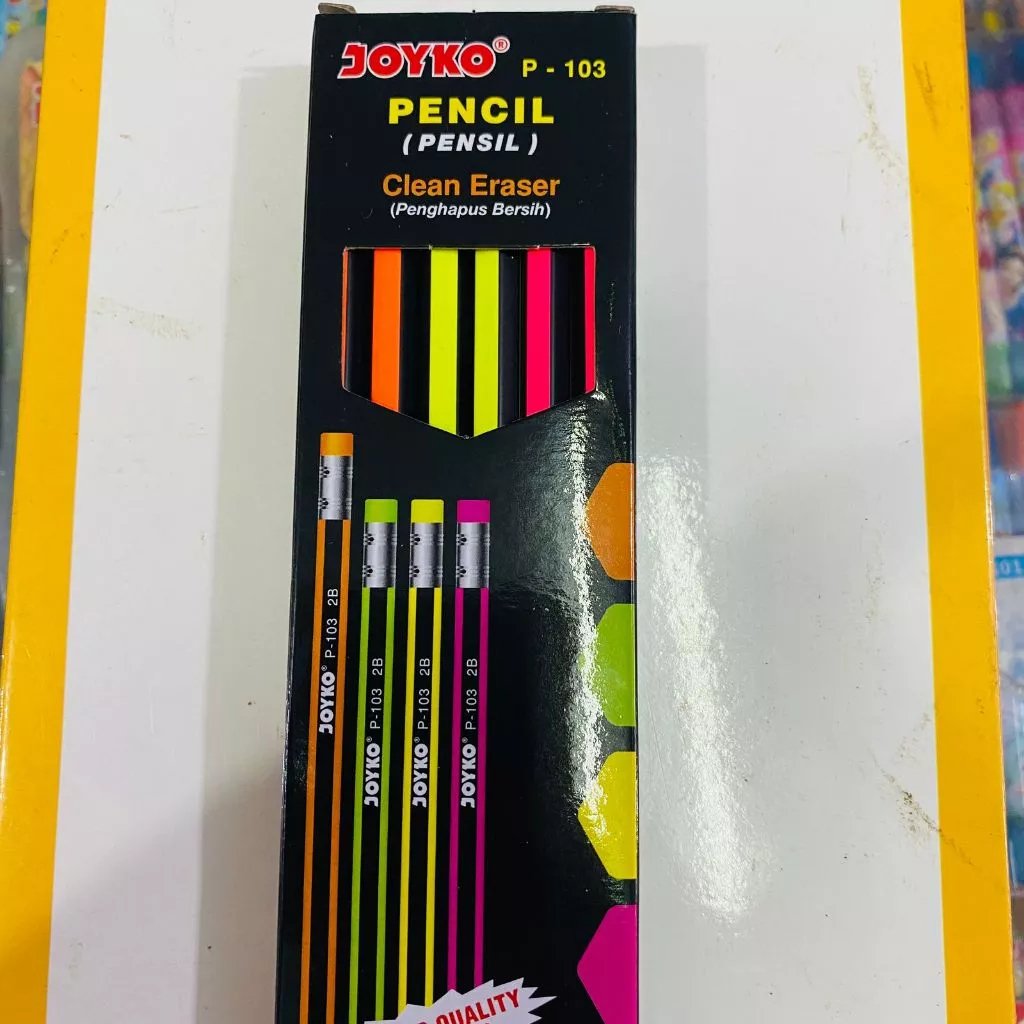 JOYKO® P - 103
PENCIL
( PENSIL )
Clean Eraser
(Penghapus Bersih)
JOYKO® P-103 2B
JOYKO® P-103 2B
JOYKO® P-103 2B
JOYKO® P-103 2B
QUALITY